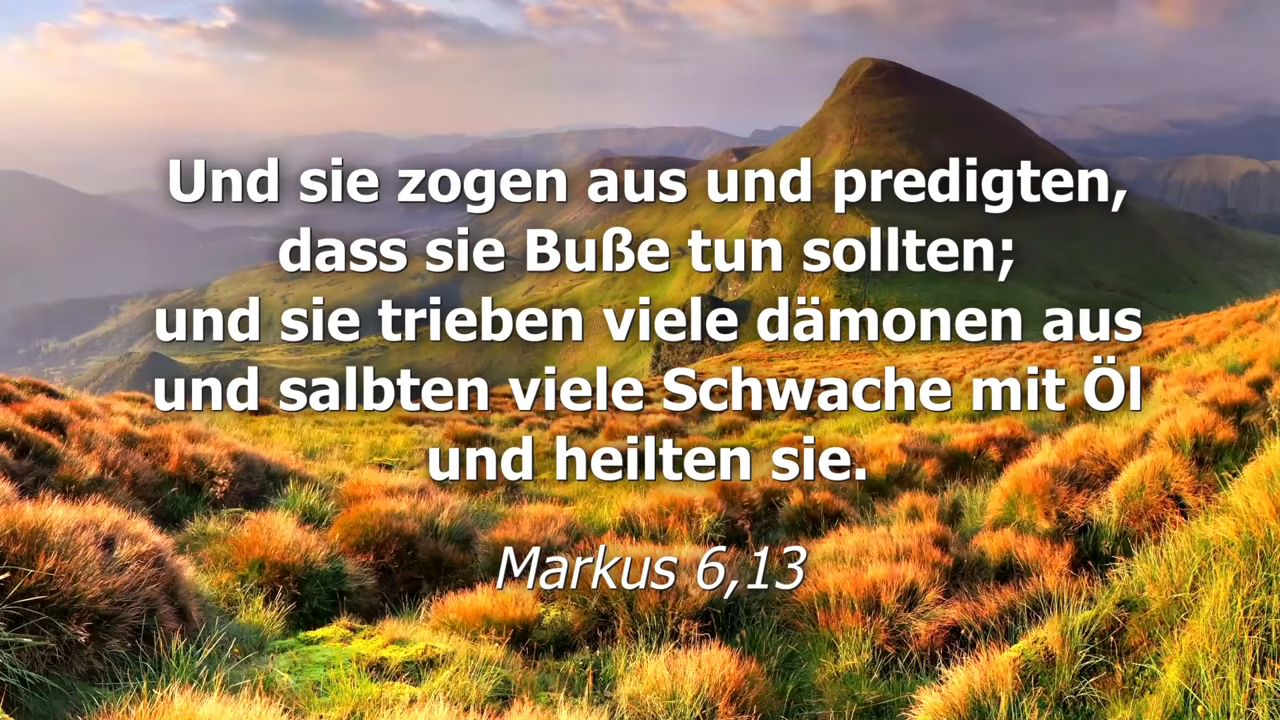 Und sie zogen aus und predigten,
dass sie Buße tun sollten;
und sie trieben viele dämonen aus
und salbten viele Schwache mit Öl
und heilten sie.
Markus 6,13